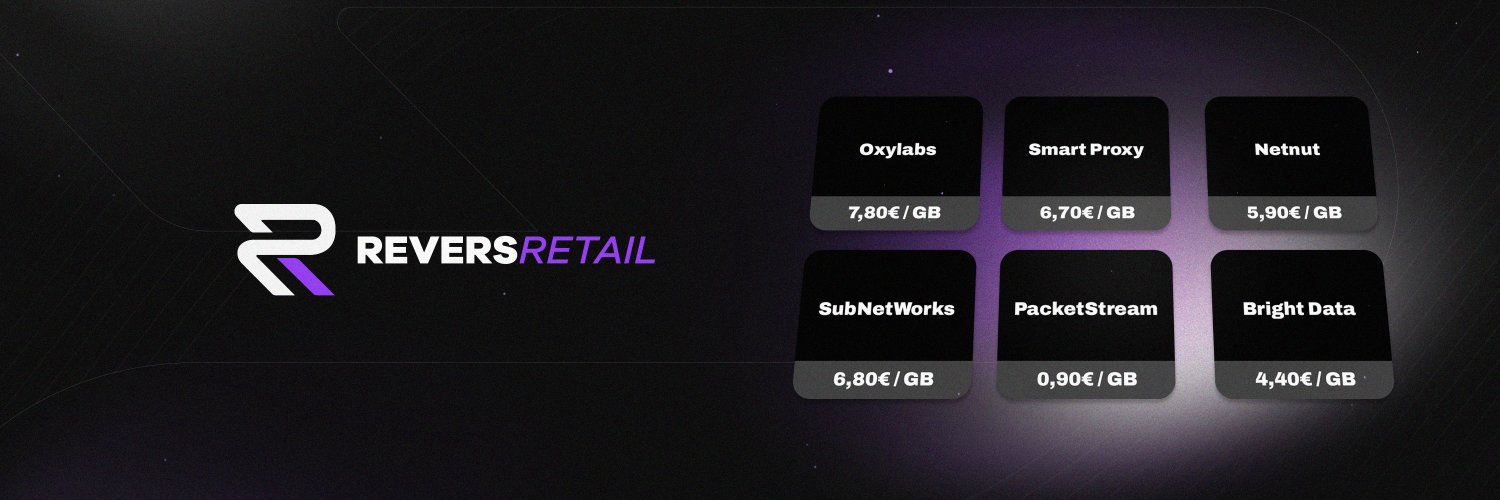 REVERSRETAIL
Oxylabs
7,80€ / GB
Smart Proxy
6,70€ / GB
Netnut
5,90€ / GB
SubNetWorks
6,80€ / GB
PacketStream
0,90€ / GB
Bright Data
4,40€ / GB